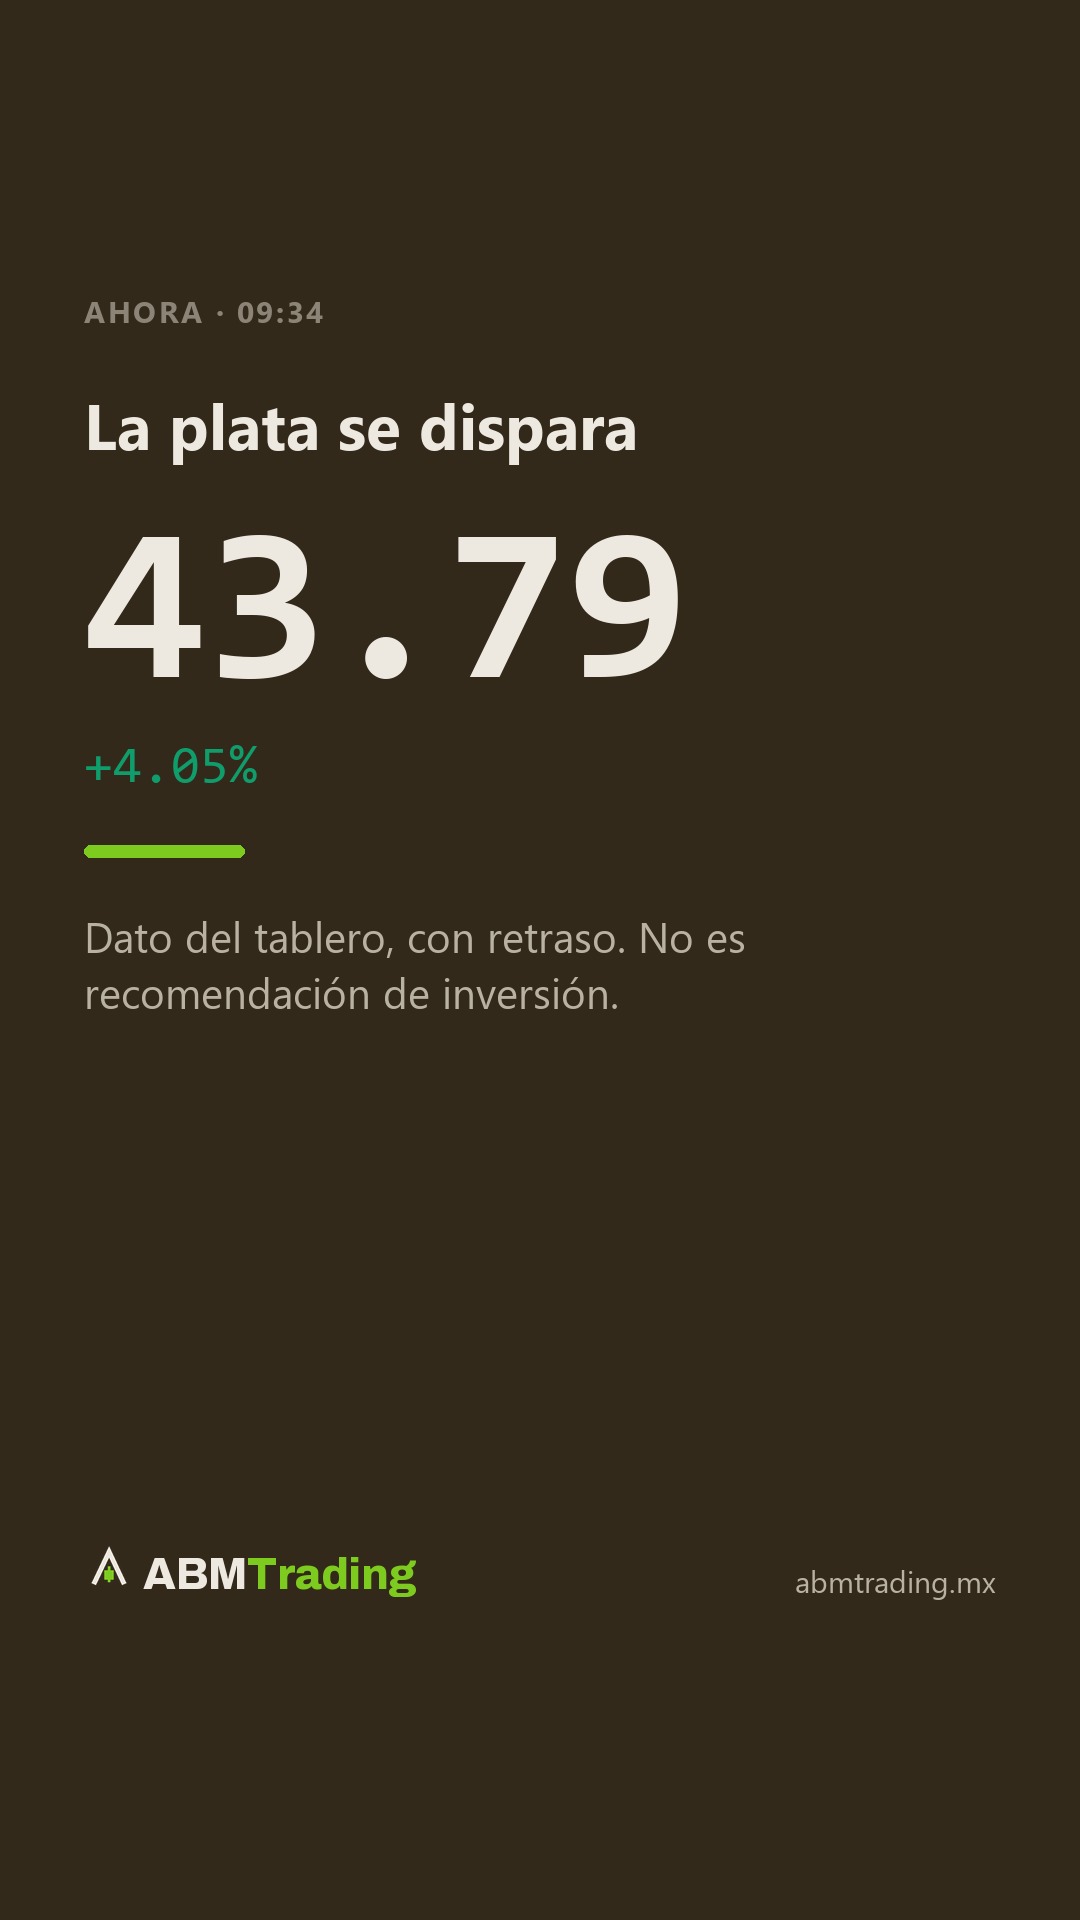 AHORA · 09:34
La plata se dispara
43.79
+4.05%
Dato del tablero, con retraso. No es
recomendación de inversión.
ABMTrading
abmtrading.mx